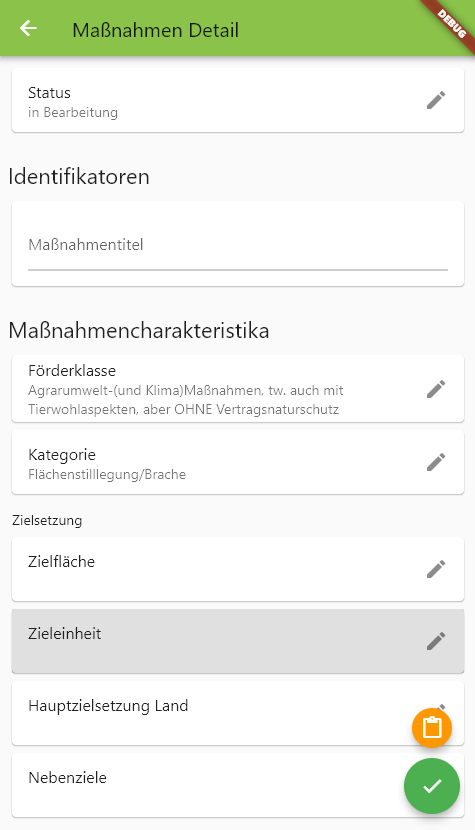 Maßnahmen Detail
DEBUG
Status
in Bearbeitung
Identifikatoren
Maßnahmentitel
Maßnahmencharakteristika
Förderklasse
Agrarumwelt-(und Klima)Maßnahmen, tw. auch mit
Tierwohlaspekten, aber OHNE Vertragsnaturschutz
Kategorie
Flächenstilllegung/Brache
Zielsetzung
Zielfläche
Zieleinheit
Hauptzielsetzung Land
Nebenziele